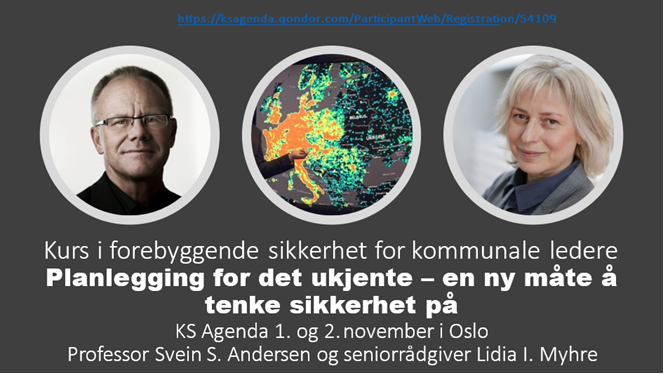 https://ksagenda.qondor.com/ParticipantWeb/Registration/54109
Kurs i forebyggende sikkerhet for kommunale ledere
Planlegging for det ukjente – en ny måte å
tenke sikkerhet på
KS Agenda 1. og 2. november i Oslo
Professor Svein S. Andersen og seniorrådgiver Lidia I. Myhre